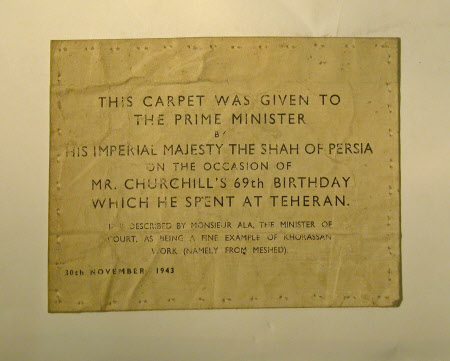 THIS CARPET WAS GIVEN TO
THE PRIME MINISTER
BY
HIS IMPERIAL MAJESTY THE SHAH OF PERSIA
ON THE OCCASION OF
MR. CHURCHILL'S 69th BIRTHDAY
WHICH HE SPENT AT TEHERAN.
IT IS DESCRIBED BY MONSIEUR ALA, THE MINISTER OF
COURT, AS BEING A FINE EXAMPLE OF KHORASSAN
WORK (NAMELY FROM MESHED).
30th NOVEMBER 1943